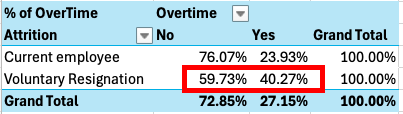 % of OverTime Overtime
Attrition No Yes Grand Total
Current employee 76.07% 23.93% 100.00%
Voluntary Resignation 59.73% 40.27% 100.00%
Grand Total 72.85% 27.15% 100.00%